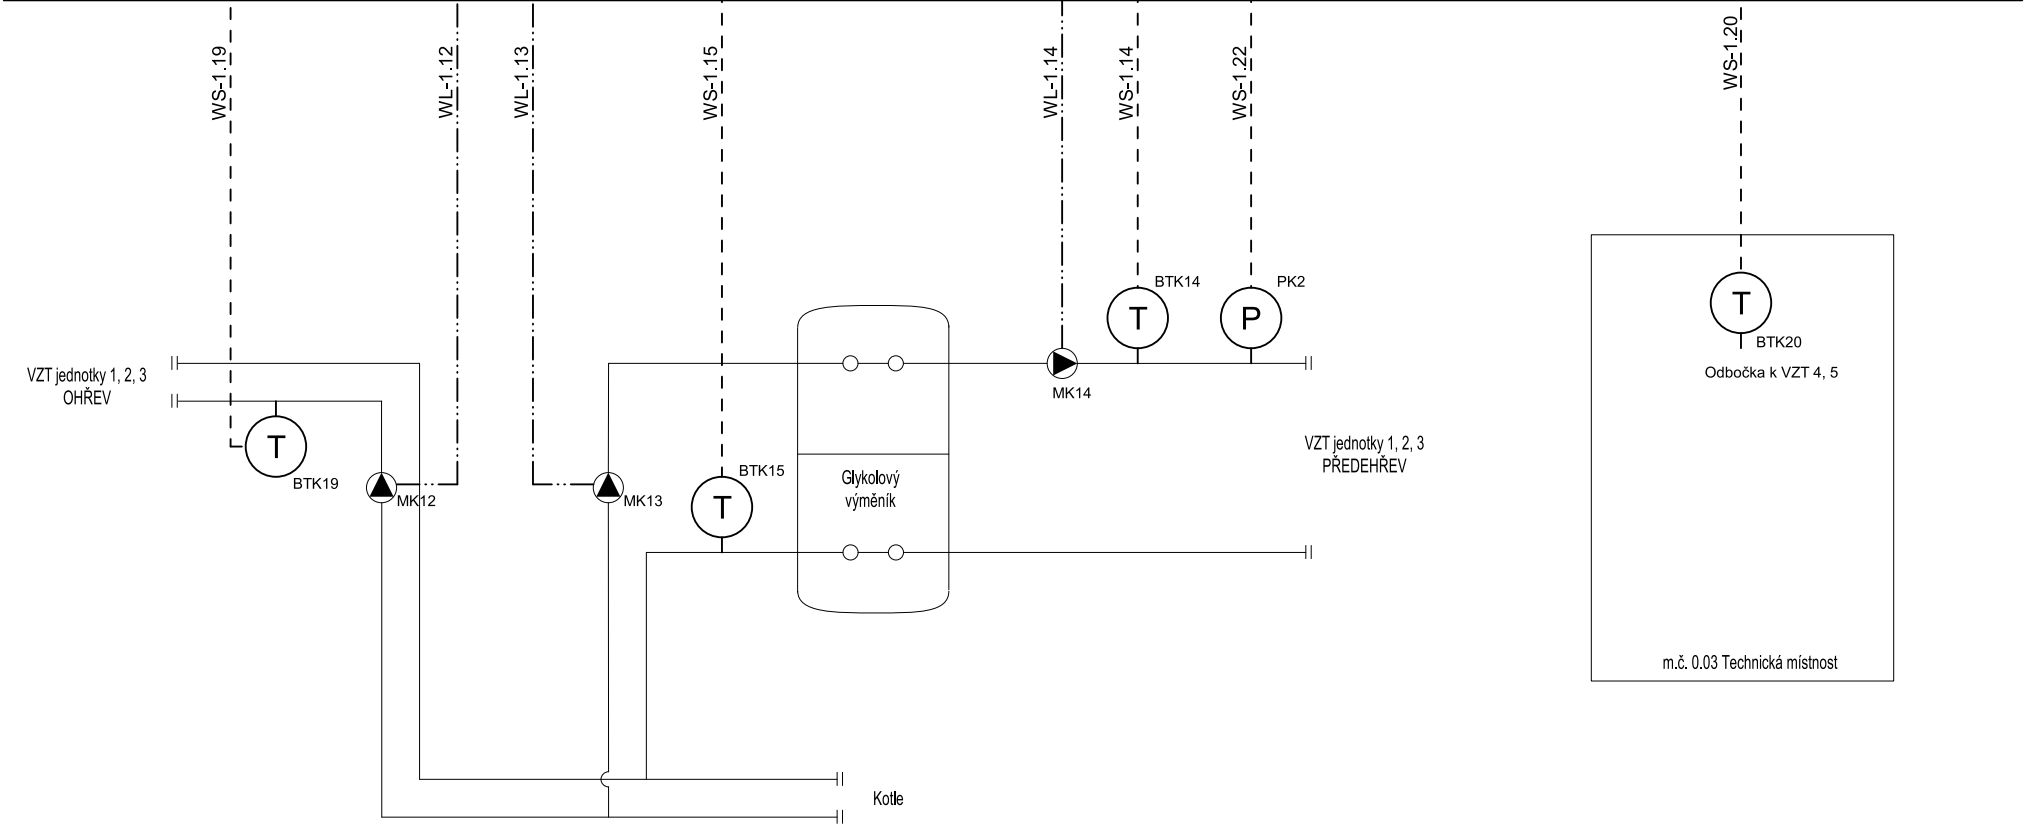 WS-1.19
WL-1.12
WL-1.13
WS-1.15
WL-1.14
WS-1.14
WS-1.22
WS-1.20
BTK14
PK2
T
P
T
BTK20
Odbočka k VZT 4, 5
VZT jednotky 1, 2, 3
OHŘEV
MK14
T
BTK19
MK12
MK13
BTK15
T
Glykolový
výměník
VZT jednotky 1, 2, 3
PŘEDEHŘEV
m.č. 0.03 Technická místnost
Kotle